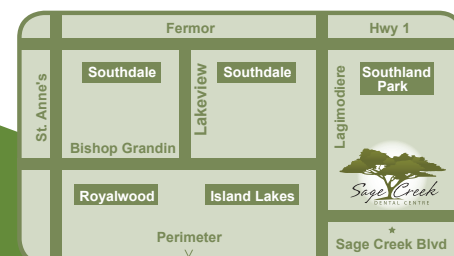 Fermor
Hwy 1
St. Anne's
Southdale
Lakeview
Southdale
Lagimodiere
Southland
Park
Bishop Grandin
Sage Creek
DENTAL CENTRE
Royalwood
Island Lakes
Perimeter
Sage Creek Blvd